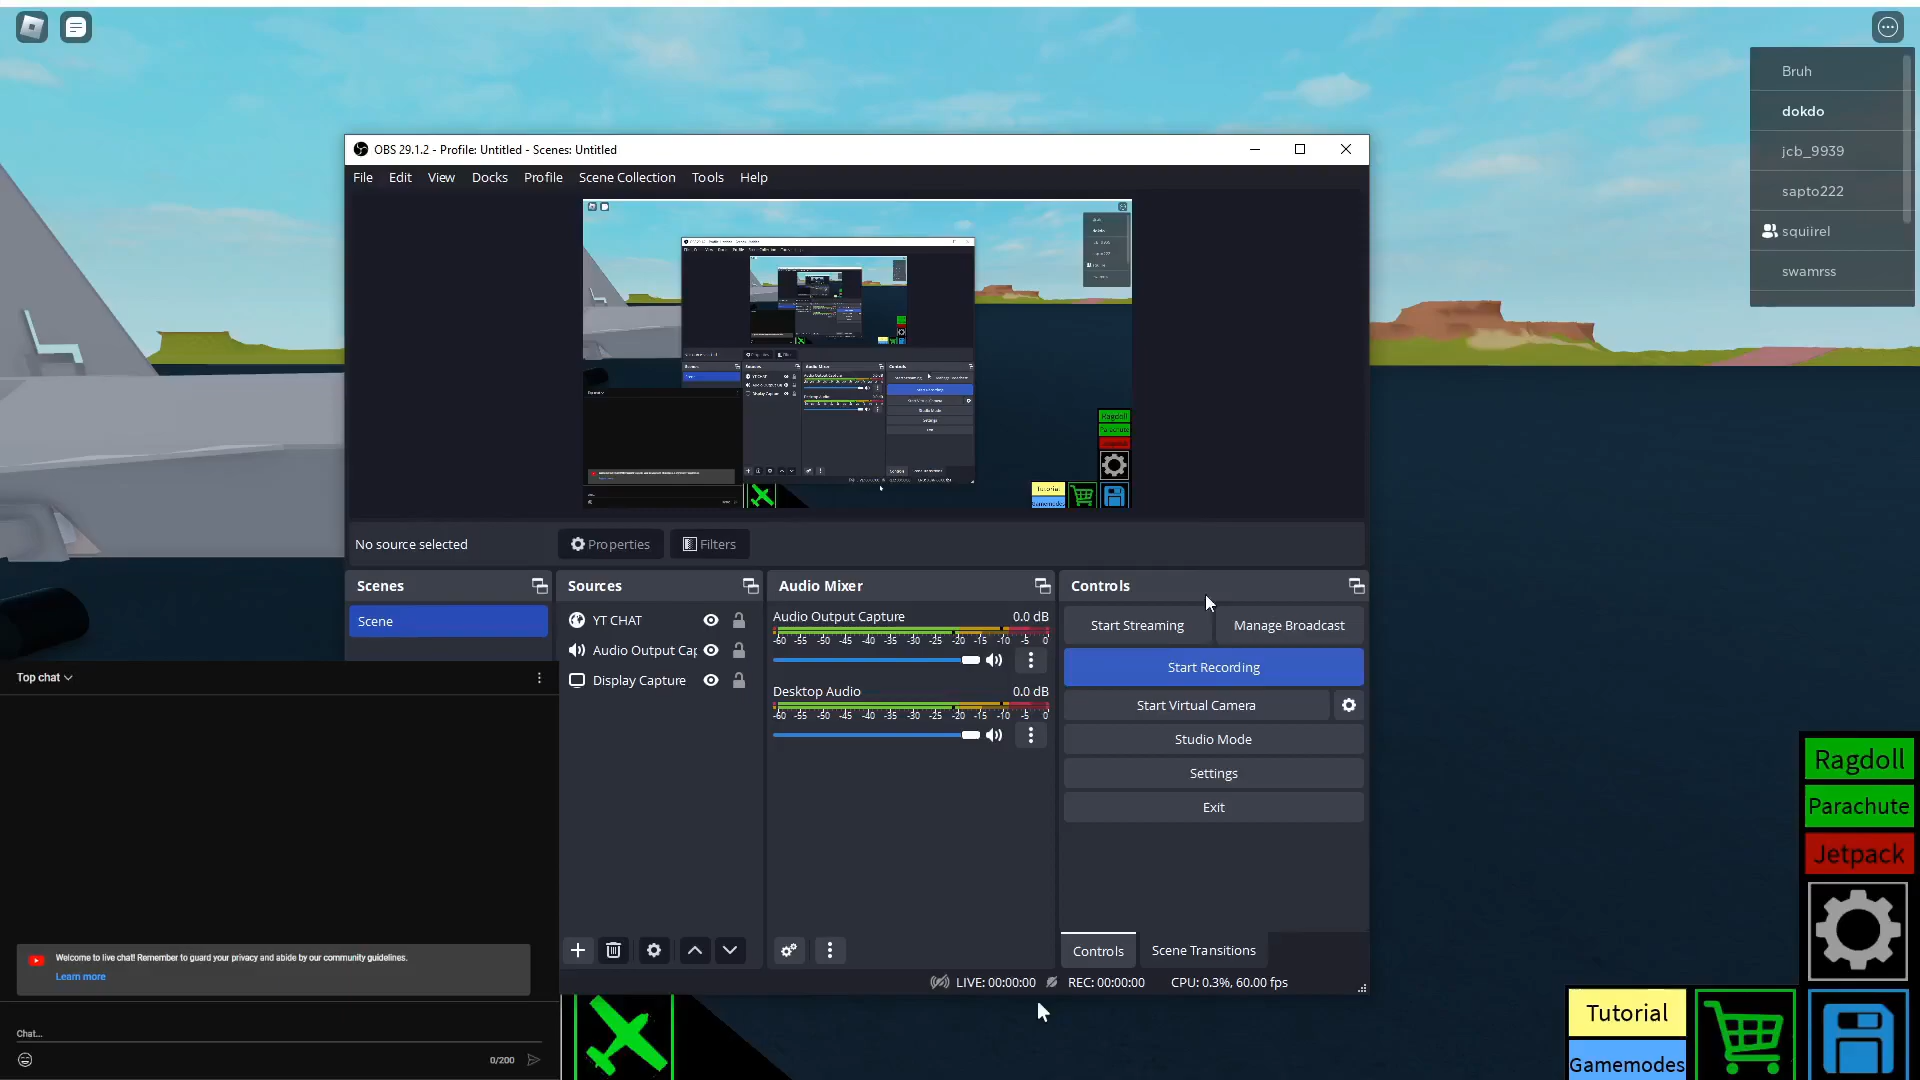 Bruh
dokdo
jcb_9939
sapto222
squiirel
swamrss
OBS 29.1.2 - Profile: Untitled - Scenes: Untitled
File Edit View Docks Profile Scene Collection Tools Help
No source selected
Properties
Filters
Scenes
Scene
Sources
YT CHAT
Audio Output Cap
Display Capture
Audio Mixer
Audio Output Capture 0.0 dB
-60 -55 -50 -45 -40 -35 -30 -25 -20 -15 -10 -5 0
Desktop Audio 0.0 dB
-60 -55 -50 -45 -40 -35 -30 -25 -20 -15 -10 -5 0
Controls
Start Streaming
Manage Broadcast
Start Recording
Start Virtual Camera
Studio Mode
Settings
Exit
Controls
Scene Transitions
LIVE: 00:00:00
REC: 00:00:00
CPU: 0.3%, 60.00 fps
Top chat
Welcome to live chat! Remember to guard your privacy and abide by our community guidelines.
Learn more
Chat...
0/200
Ragdoll
Parachute
Jetpack
Tutorial
Gamemodes
Ragdoll
Parachute
Tutorial
Gamemodes